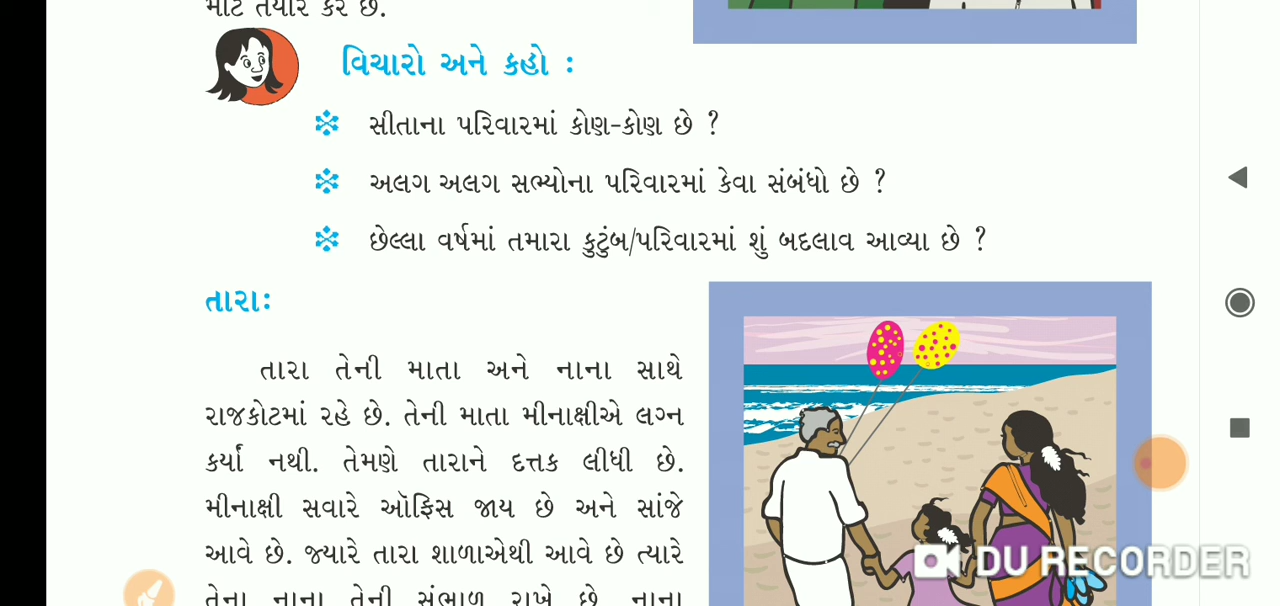 માટે તૈયાર કરે છે.
વિચારો અને કહો :
સીતાના પરિવારમાં કોણ-કોણ છે ?
અલગ અલગ સભ્યોના પરિવારમાં કેવા સંબંધો છે ?
છેલ્લા વર્ષમાં તમારા કુટુંબ/પરિવારમાં શું બદલાવ આવ્યા છે ?
તારાઃ
તારા તેની માતા અને નાના સાથે
રાજકોટમાં રહે છે. તેની માતા મીનાક્ષીએ લગ્ન
કર્યાં નથી. તેમણે તારાને દત્તક લીધી છે.
મીનાક્ષી સવારે ઑફિસ જાય છે અને સાંજે
આવે છે. જ્યારે તારા શાળાએથી આવે છે ત્યારે
તેના નાના તેની સંભાળ રાખે છે. નાના
DU RECORDER